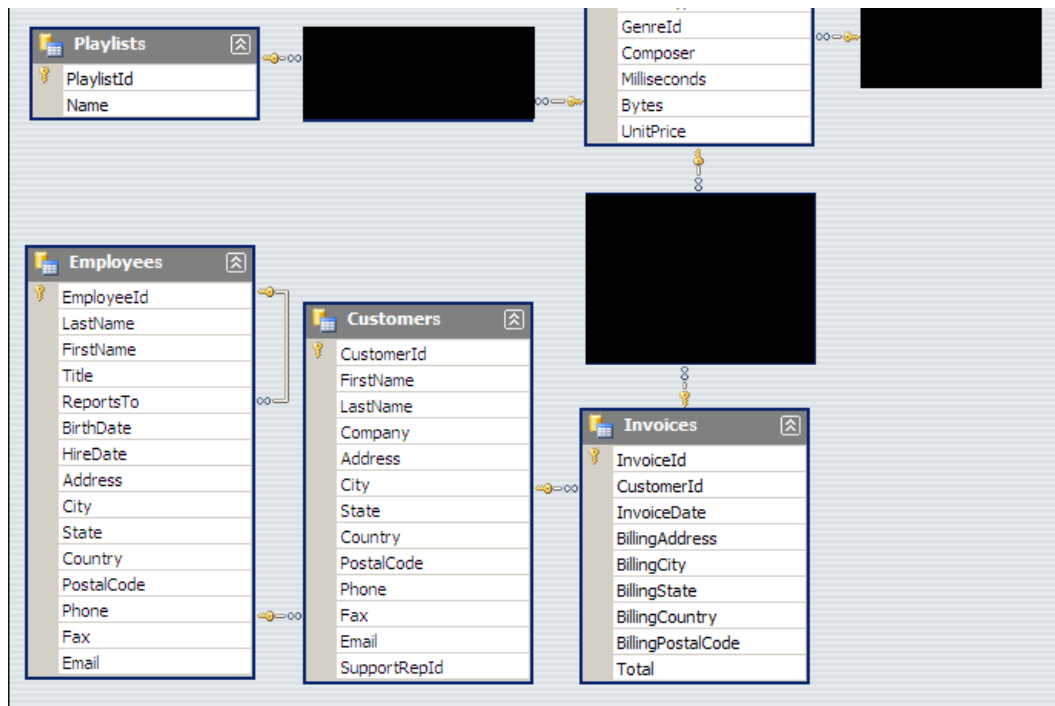 Playlists
PlaylistId
Name
GenreId
Composer
Milliseconds
Bytes
UnitPrice
Employees
EmployeeId
LastName
FirstName
Title
ReportsTo
BirthDate
HireDate
Address
City
State
Country
PostalCode
Phone
Fax
Email
Customers
CustomerId
FirstName
LastName
Company
Address
City
State
Country
PostalCode
Phone
Fax
Email
SupportRepId
Invoices
InvoiceId
CustomerId
InvoiceDate
BillingAddress
BillingCity
BillingState
BillingCountry
BillingPostalCode
Total